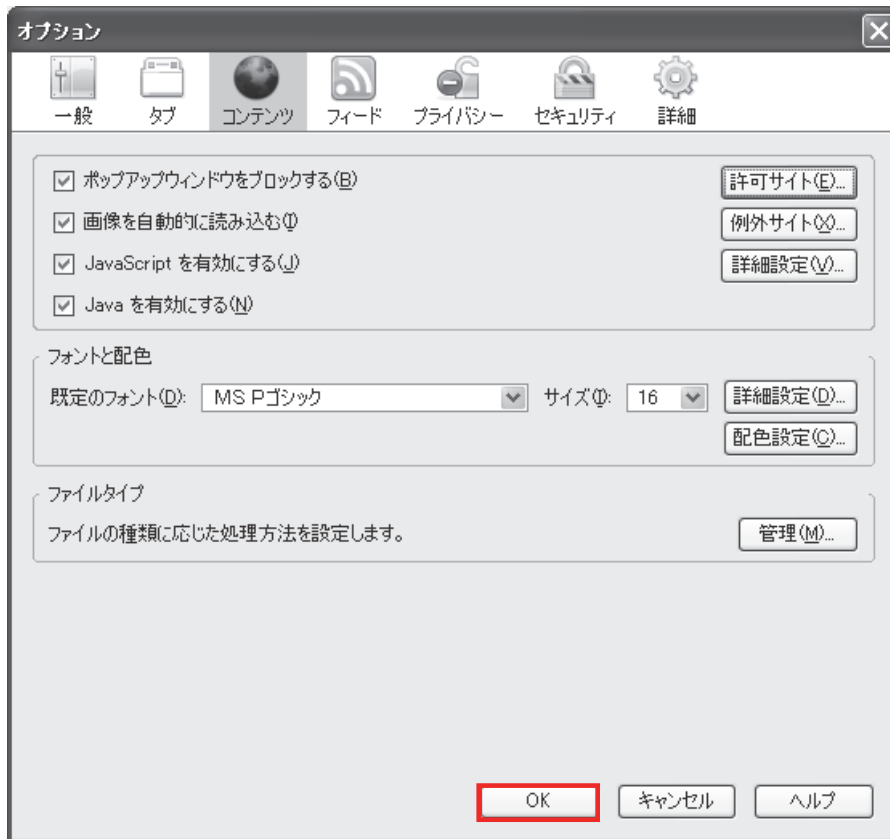 オプション
一般 タブ コンテンツ フィード プライバシー セキュリティ 詳細
ポップアップウィンドウをブロックする(B) 許可サイト(E)...
画像を自動的に読み込む(I) 例外サイト(X)...
JavaScript を有効にする(J) 詳細設定(V)...
Java を有効にする(N)
フォントと配色
既定のフォント(D): MS Pゴシック サイズ(I): 16 詳細設定(D)...
配色設定(C)...
ファイルタイプ
ファイルの種類に応じた処理方法を設定します。 管理(M)...
OK キャンセル ヘルプ